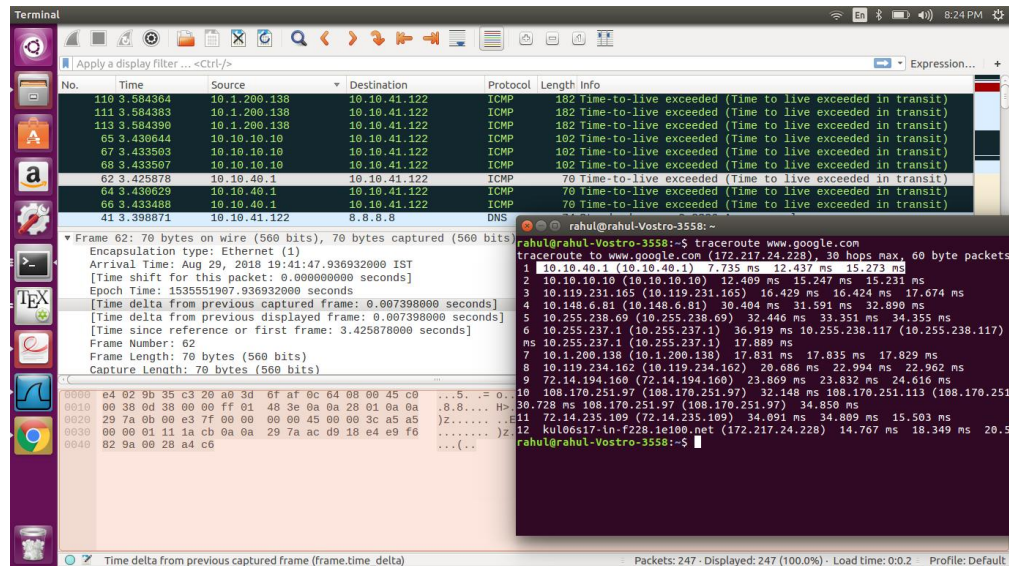 Terminal
En
8:24 PM
Apply a display filter ... <Ctrl-/>
Expression... +
No. Time Source Destination Protocol Length Info
110 3.584364 10.1.200.138 10.10.41.122 ICMP 182 Time-to-live exceeded (Time to live exceeded in transit)
111 3.584383 10.1.200.138 10.10.41.122 ICMP 182 Time-to-live exceeded (Time to live exceeded in transit)
113 3.584390 10.1.200.138 10.10.41.122 ICMP 182 Time-to-live exceeded (Time to live exceeded in transit)
65 3.430644 10.10.10.10 10.10.41.122 ICMP 102 Time-to-live exceeded (Time to live exceeded in transit)
67 3.433503 10.10.10.10 10.10.41.122 ICMP 102 Time-to-live exceeded (Time to live exceeded in transit)
68 3.433507 10.10.10.10 10.10.41.122 ICMP 102 Time-to-live exceeded (Time to live exceeded in transit)
62 3.425878 10.10.40.1 10.10.41.122 ICMP 70 Time-to-live exceeded (Time to live exceeded in transit)
64 3.430629 10.10.40.1 10.10.41.122 ICMP 70 Time-to-live exceeded (Time to live exceeded in transit)
66 3.433488 10.10.40.1 10.10.41.122 ICMP 70 Time-to-live exceeded (Time to live exceeded in transit)
41 3.398871 10.10.41.122 8.8.8.8 DNS
Frame 62: 70 bytes on wire (560 bits), 70 bytes captured (560 bits)
Encapsulation type: Ethernet (1)
Arrival Time: Aug 29, 2018 19:41:47.936932000 IST
[Time shift for this packet: 0.000000000 seconds]
Epoch Time: 1535551907.936932000 seconds
[Time delta from previous captured frame: 0.007398000 seconds]
[Time delta from previous displayed frame: 0.007398000 seconds]
[Time since reference or first frame: 3.425878000 seconds]
Frame Number: 62
Frame Length: 70 bytes (560 bits)
Capture Length: 70 bytes (560 bits)
0000 e4 02 9b 35 c3 20 a0 3d 6f af 0c 64 08 00 45 c0 ...5. .= o..
0010 00 38 0d 38 00 00 ff 01 48 3e 0a 0a 28 01 0a 0a .8.8.... H>.
0020 29 7a 0b 00 e3 7f 00 00 00 00 45 00 00 3c a5 a5 )z...... ..E
0030 00 00 01 11 1a cb 0a 0a 29 7a ac d9 18 e4 e9 f6 ........ )z.
0040 82 9a 00 28 a4 c6 ...(..
rahul@rahul-Vostro-3558: ~
rahul@rahul-Vostro-3558:~$ traceroute www.google.com
traceroute to www.google.com (172.217.24.228), 30 hops max, 60 byte packets
1 10.10.40.1 (10.10.40.1) 7.735 ms 12.437 ms 15.273 ms
2 10.10.10.10 (10.10.10.10) 12.409 ms 15.247 ms 15.231 ms
3 10.119.231.165 (10.119.231.165) 16.429 ms 16.424 ms 17.674 ms
4 10.148.6.81 (10.148.6.81) 30.404 ms 31.591 ms 32.890 ms
5 10.255.238.69 (10.255.238.69) 32.446 ms 33.351 ms 34.355 ms
6 10.255.237.1 (10.255.237.1) 36.919 ms 10.255.238.117 (10.255.238.117)
ms 10.255.237.1 (10.255.237.1) 17.889 ms
7 10.1.200.138 (10.1.200.138) 17.831 ms 17.835 ms 17.829 ms
8 10.119.234.162 (10.119.234.162) 20.686 ms 22.994 ms 22.962 ms
9 72.14.194.160 (72.14.194.160) 23.869 ms 23.832 ms 24.616 ms
10 108.170.251.97 (108.170.251.97) 32.148 ms 108.170.251.113 (108.170.251
30.728 ms 108.170.251.97 (108.170.251.97) 34.850 ms
11 72.14.235.109 (72.14.235.109) 34.091 ms 34.809 ms 15.503 ms
12 kul06s17-in-f228.1e100.net (172.217.24.228) 14.767 ms 18.349 ms 20.5
rahul@rahul-Vostro-3558:~$
Time delta from previous captured frame (frame.time_delta)
Packets: 247 · Displayed: 247 (100.0%) · Load time: 0:0.2
Profile: Default